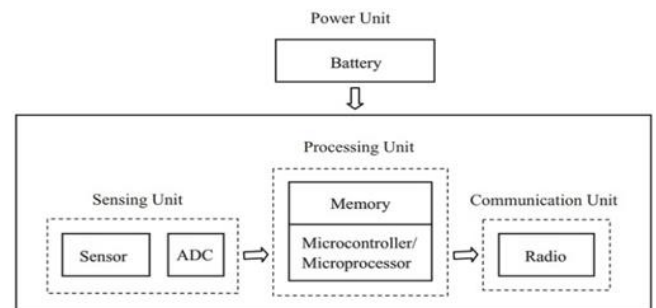 Power Unit
Battery
Processing Unit
Sensing Unit
Memory
Communication Unit
Sensor
ADC
Microcontroller/
Microprocessor
Radio